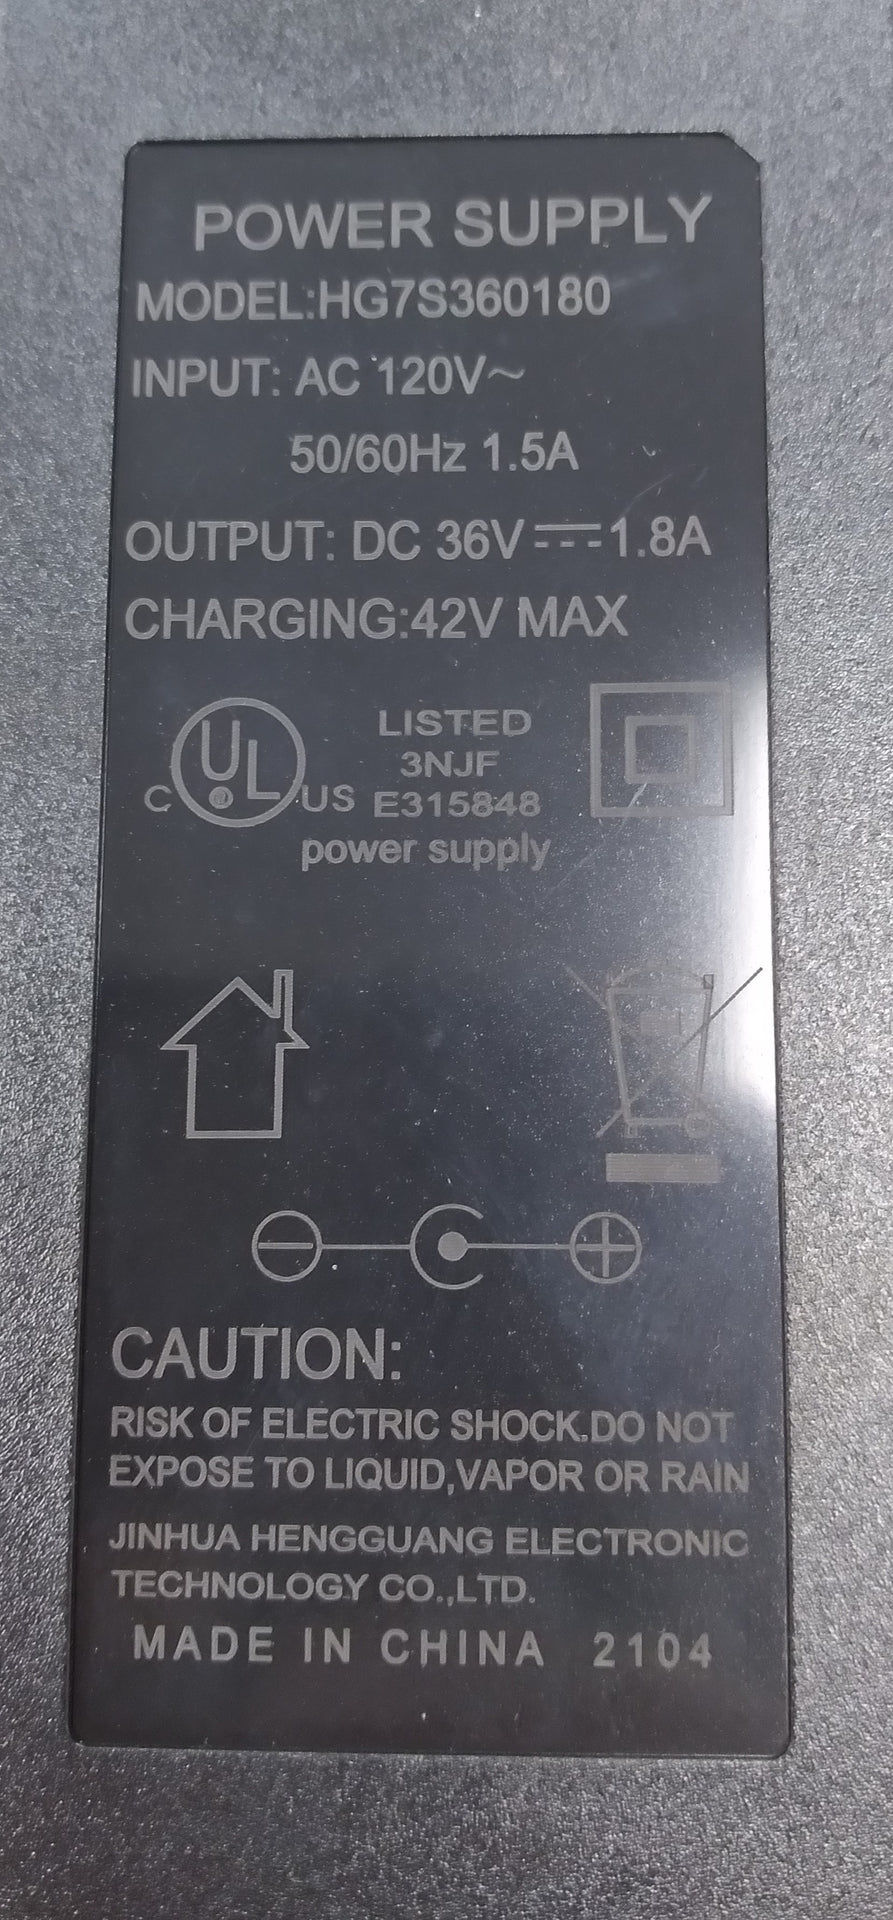 POWER SUPPLY
MODEL:HG7S360180
INPUT: AC 120V~
50/60Hz 1.5A
OUTPUT: DC 36V⎓1.8A
CHARGING:42V MAX
C UL US
LISTED
3NJF
E315848
power supply
CAUTION:
RISK OF ELECTRIC SHOCK.DO NOT
EXPOSE TO LIQUID,VAPOR OR RAIN
JINHUA HENGGUANG ELECTRONIC
TECHNOLOGY CO.,LTD.
MADE IN CHINA 2104